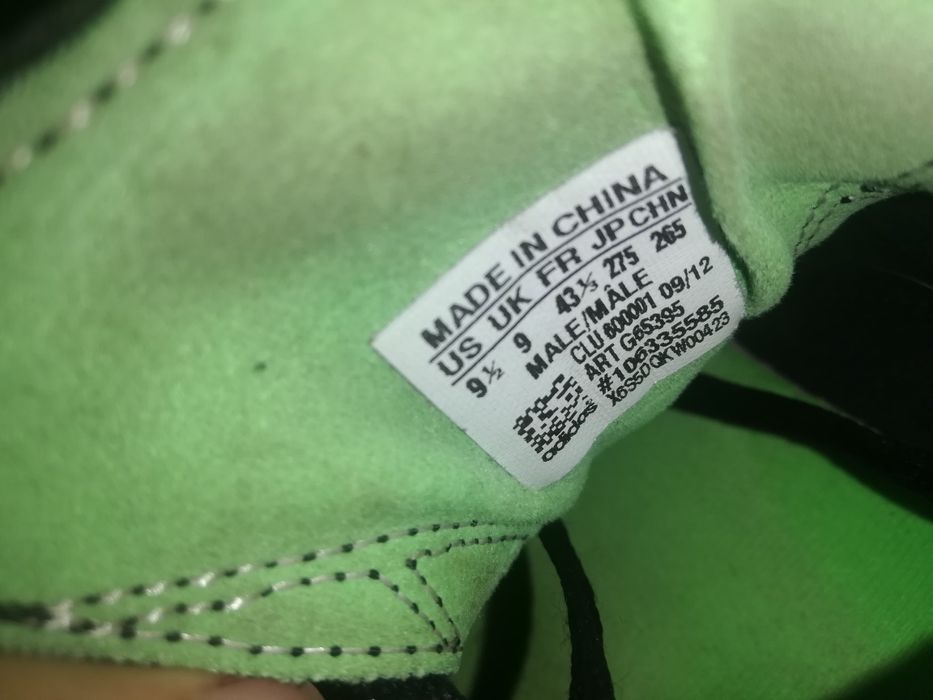 MADE IN CHINA
US UK FR JP CHN
9½ 9 43⅓ 275 265
MALE/MÂLE
CLU 600001 09/12
ART G65395
#106335585
X6S5DQKW00423
adidas